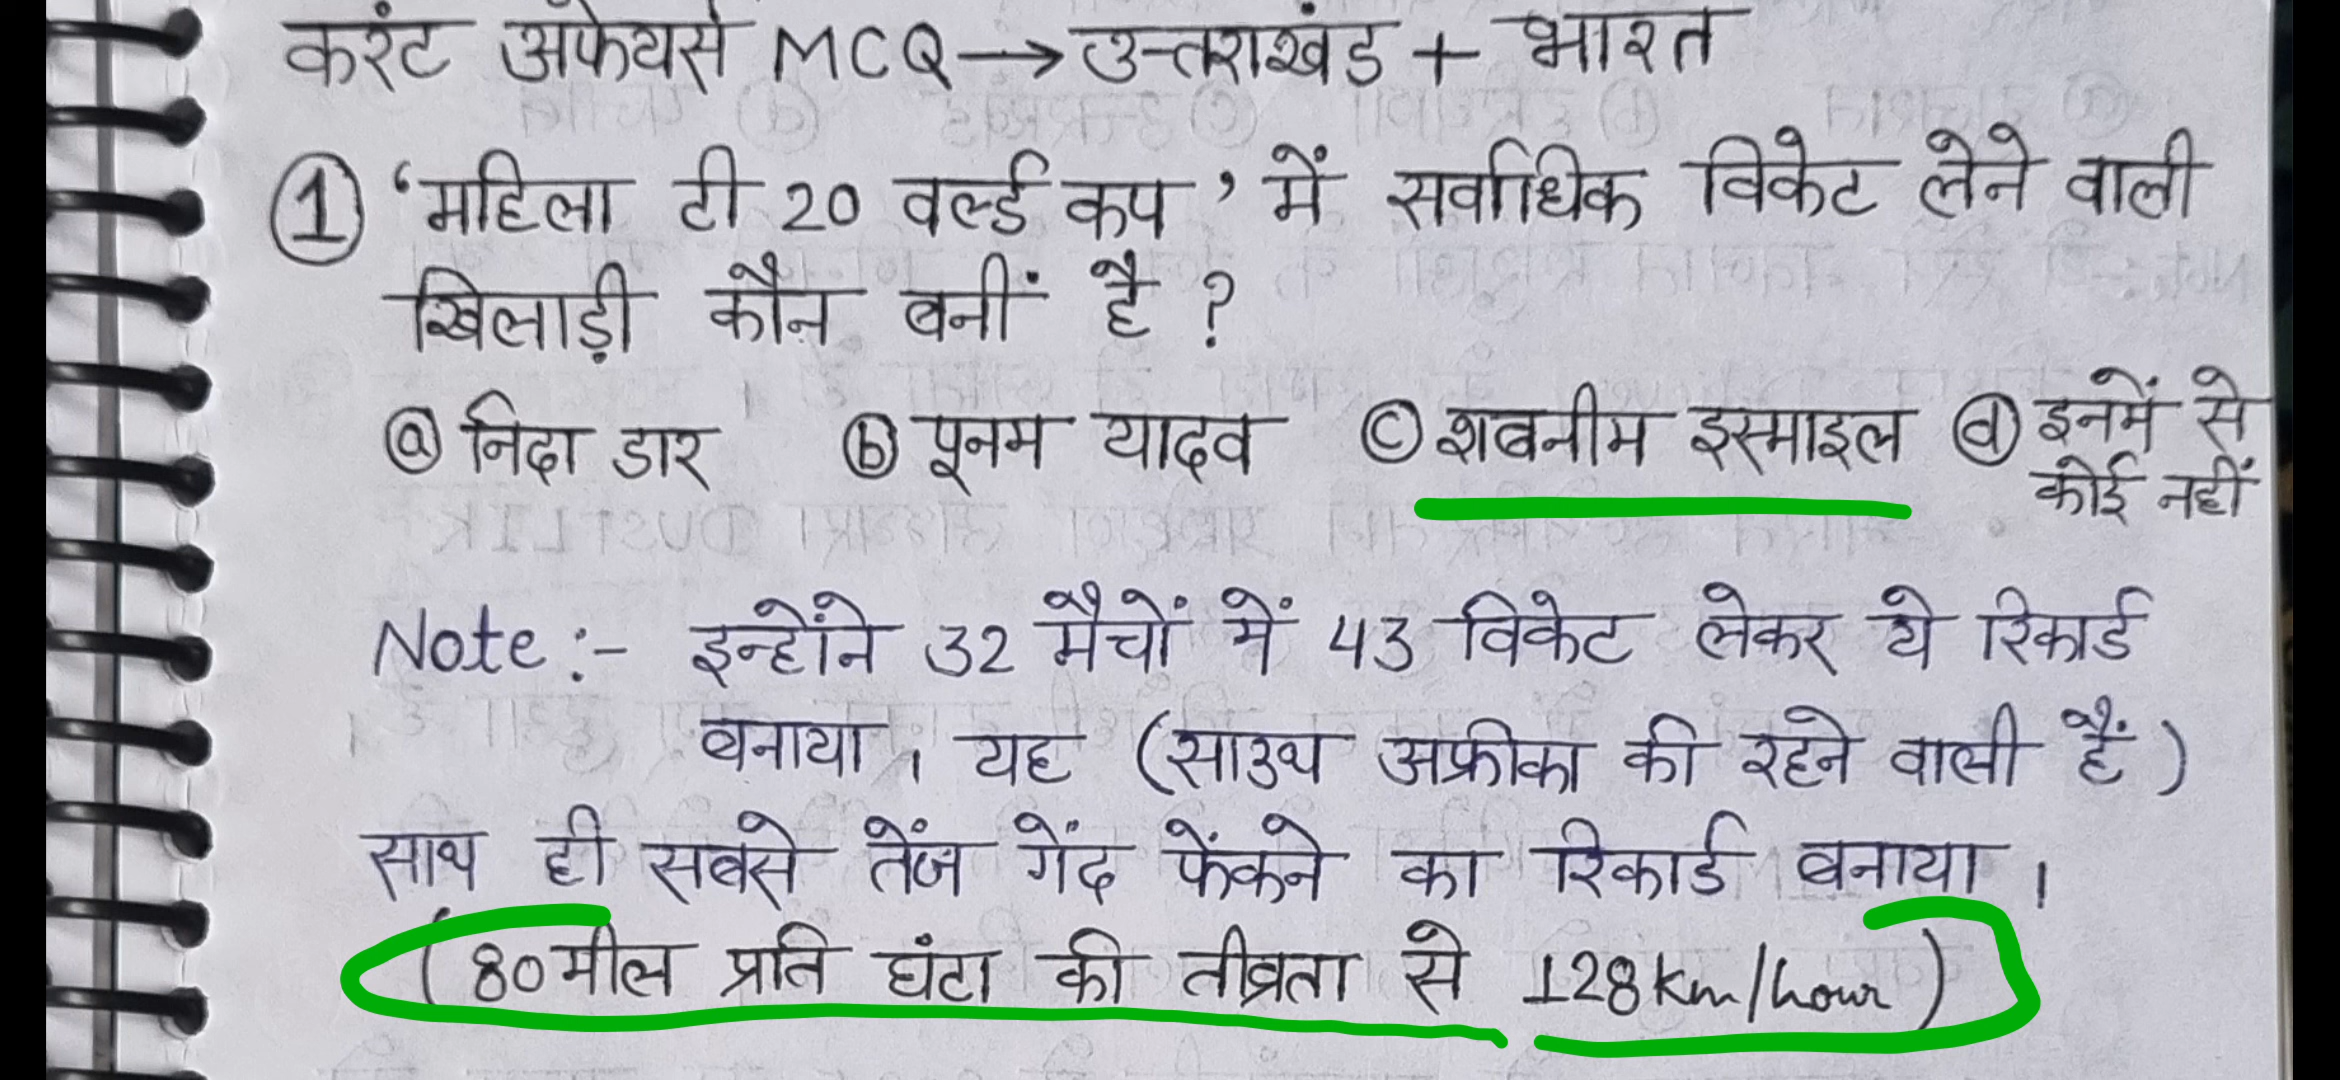 करंट अफेयर्स MCQ → उत्तराखंड + भारत
① 'महिला टी 20 वर्ल्ड कप' में सर्वाधिक विकेट लेने वाली
खिलाड़ी कौन बनीं है ?
ⓐ निदा डार ⓑ पूनम यादव ⓒ शबनीम इस्माइल ⓓ इनमें से
कोई नहीं
Note :- इन्होंने 32 मैचों में 43 विकेट लेकर ये रिकार्ड
बनाया । यह (साउथ अफ्रीका की रहने वाली हैं)
साथ ही सबसे तेंज गेंद फेंकने का रिकार्ड बनाया ।
(80 मील प्रति घंटा की तीव्रता से 128 km/hour)